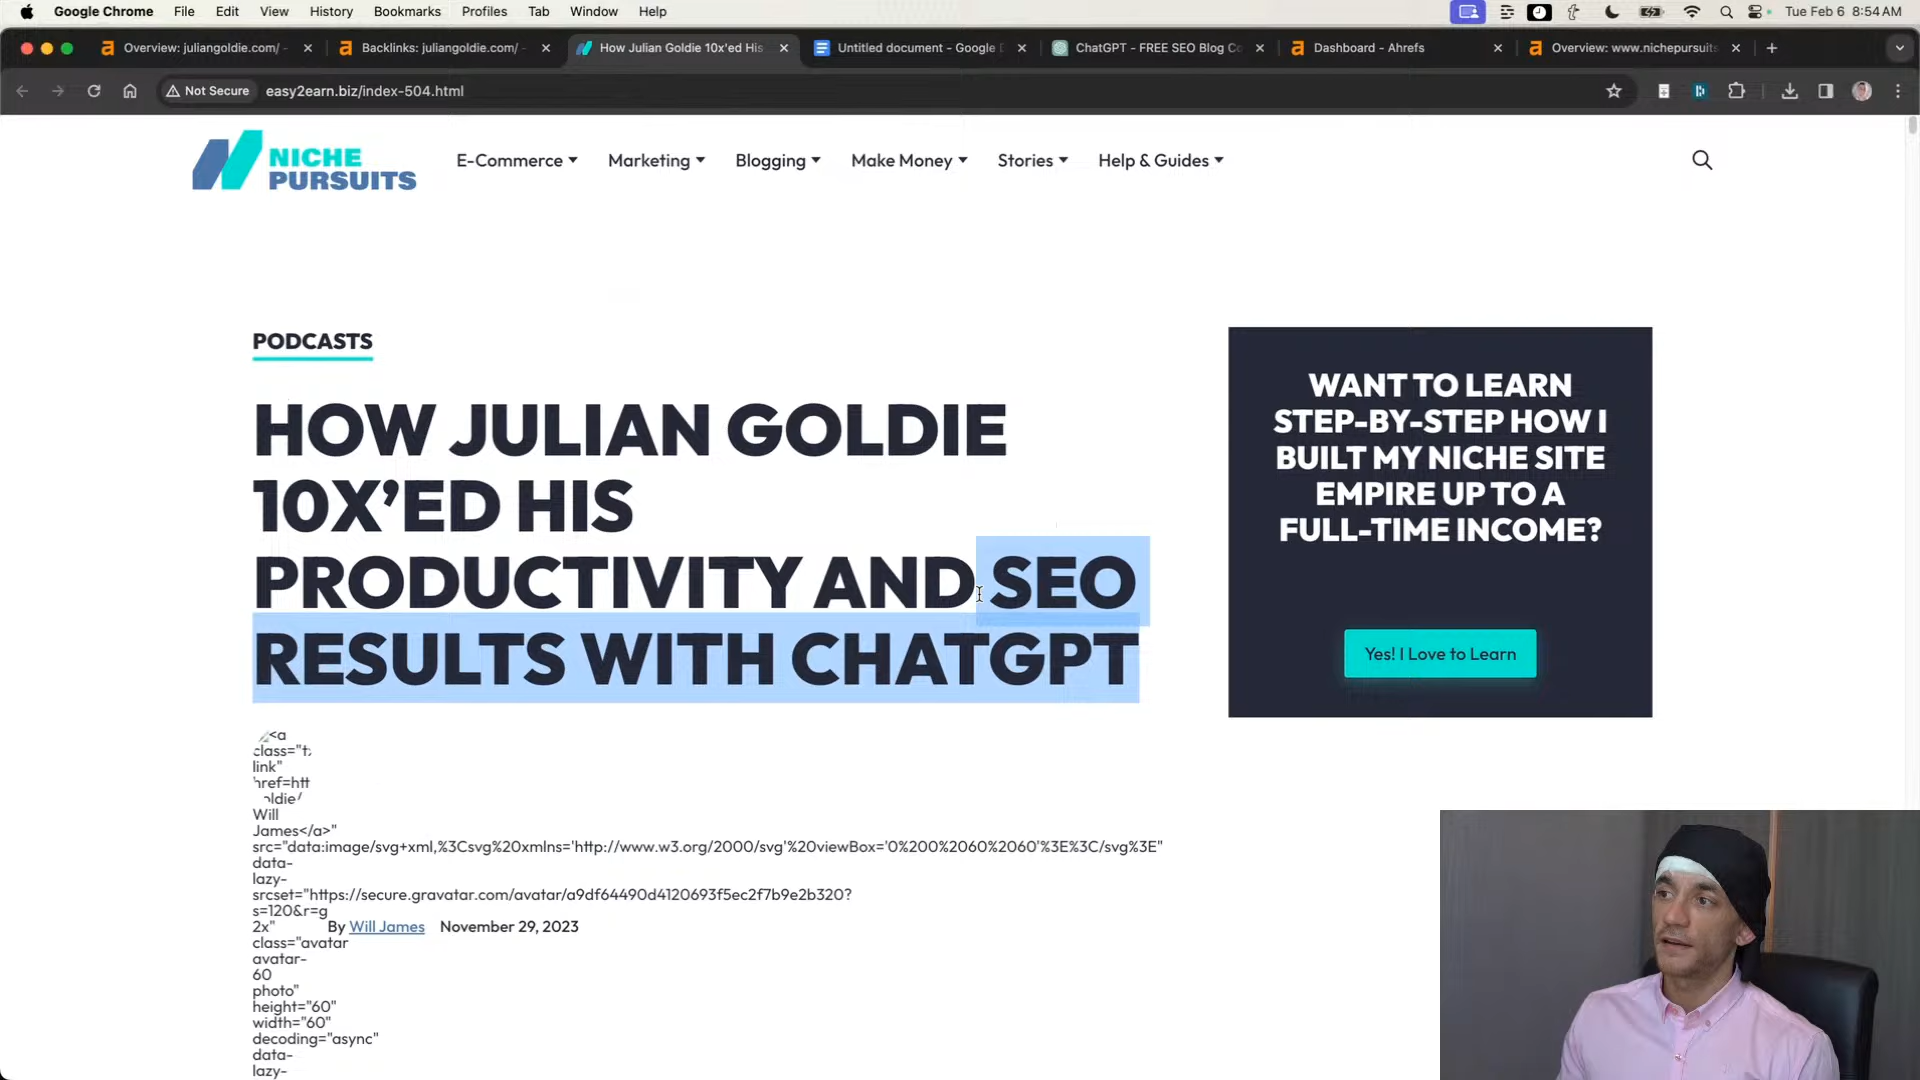 Google Chrome File Edit View History Bookmarks Profiles Tab Window Help Tue Feb 6 8:54 AM
Overview: juliangoldie.com/ - Backlinks: juliangoldie.com/ - How Julian Goldie 10x'ed His Untitled document - Google D ChatGPT - FREE SEO Blog Co Dashboard - Ahrefs Overview: www.nichepursuits
Not Secure easy2earn.biz/index-504.html
NICHE
PURSUITS
E-Commerce Marketing Blogging Make Money Stories Help & Guides
PODCASTS
HOW JULIAN GOLDIE
10X’ED HIS
PRODUCTIVITY AND SEO
RESULTS WITH CHATGPT
WANT TO LEARN
STEP-BY-STEP HOW I
BUILT MY NICHE SITE
EMPIRE UP TO A
FULL-TIME INCOME?
Yes! I Love to Learn
<a
class="t
link"
href=htt
oldie/
Will
James</a>"
src="data:image/svg+xml,%3Csvg%20xmlns='http://www.w3.org/2000/svg'%20viewBox='0%200%2060%2060'%3E%3C/svg%3E"
data-
lazy-
srcset="https://secure.gravatar.com/avatar/a9df64490d4120693f5ec2f7b9e2b320?
s=120&r=g
2x"
By Will James November 29, 2023
class="avatar
avatar-
60
photo"
height="60"
width="60"
decoding="async"
data-
lazy-